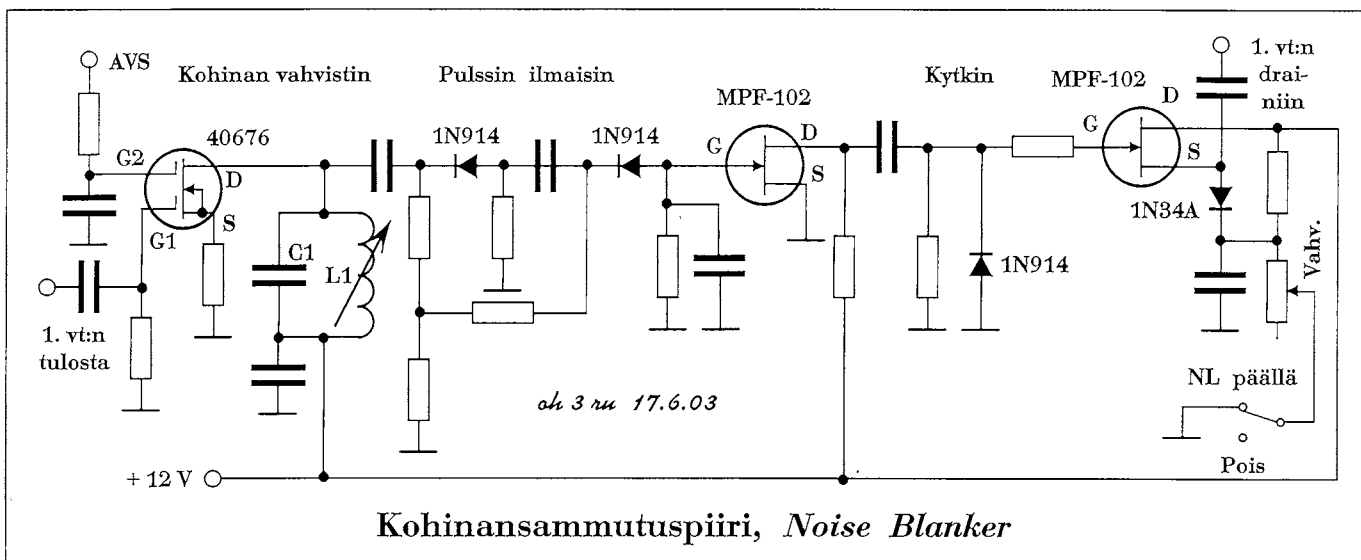 AVS
Kohinan vahvistin
Pulssin ilmaisin
Kytkin
1. vt:n
drai-
niin
MPF-102
MPF-102
40676
1N914
1N914
G2
D
S
G1
G
D
S
G
D
S
C1
L1
1N914
1N34A
Vahv.
1. vt:n
tulosta
oh 3 ru 17.6.03
NL päällä
Pois
+ 12 V
Kohinansammutuspiiri, Noise Blanker